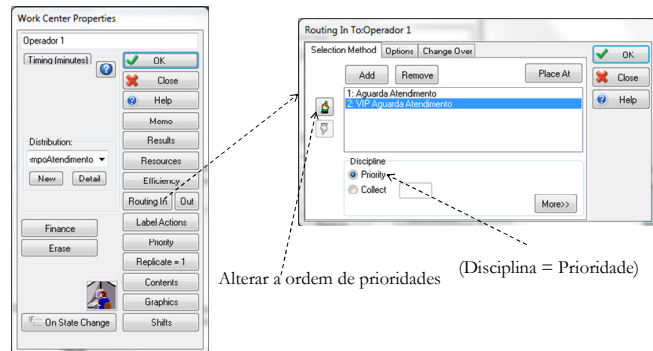 Work Center Properties
Operador 1
Timing (minutes)
OK
Close
Help
Memo
Results
Distribution:
mpoAtendimento
Resources
New
Detail
Efficiency
Routing In
Out
Label Actions
Finance
Priority
Erase
Replicate = 1
Contents
Graphics
IF
On State Change
Shifts
Routing In To:Operador 1
Selection Method
Options
Change Over
OK
Add
Remove
Place At
Close
1: Aguarda Atendimento
Help
2: VIP Aguarda Atendimento
Discipline
Priority
Collect
More>>
Alterar a ordem de prioridades
(Disciplina = Prioridade)